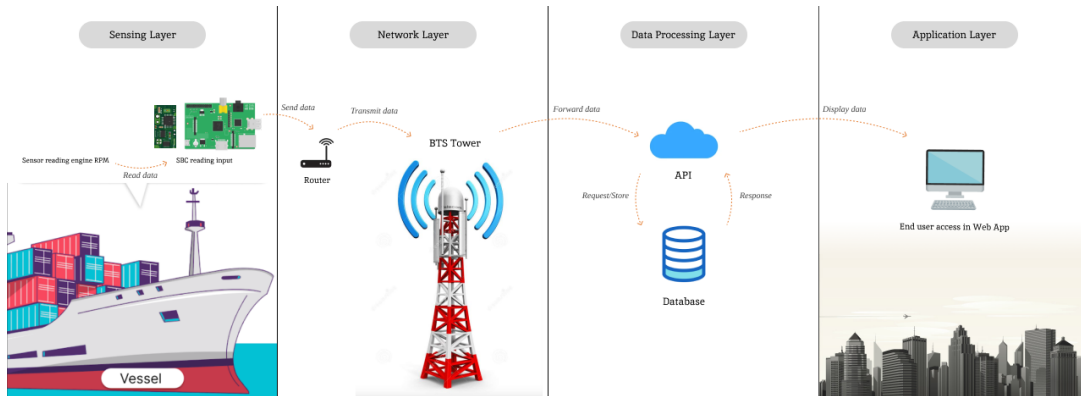 Sensing Layer
Network Layer
Data Processing Layer
Application Layer
Send data
Transmit data
Forward data
Display data
Sensor reading engine RPM
SBC reading input
Read data
Router
BTS Tower
API
Request/Store
Response
Database
End user access in Web App
Vessel